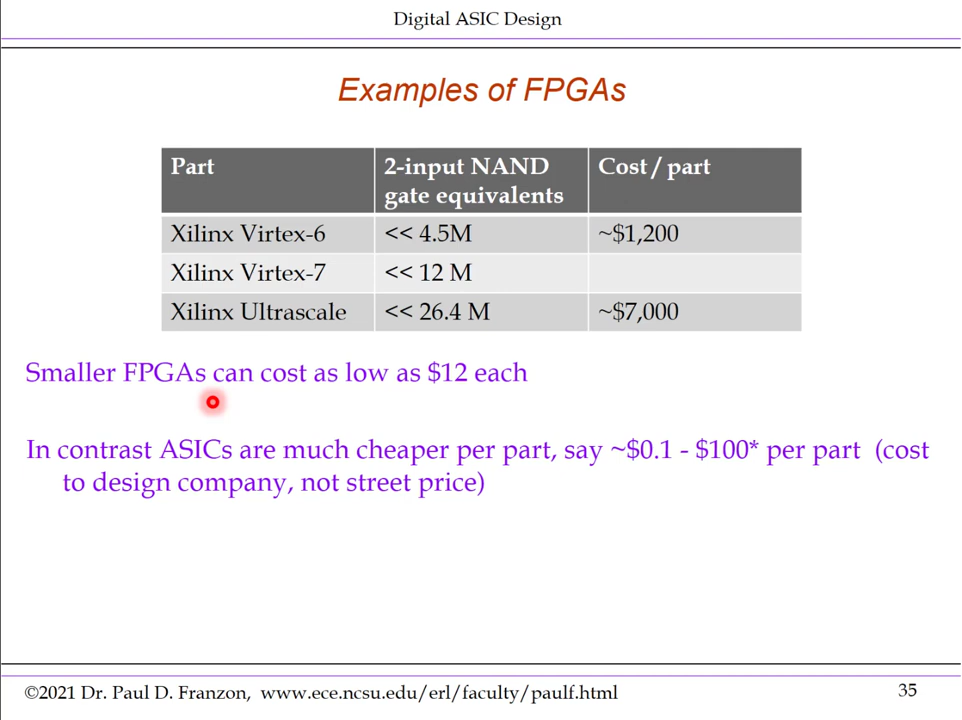 Digital ASIC Design
Examples of FPGAs
Part
2-input NAND
gate equivalents
Cost / part
Xilinx Virtex-6
<< 4.5M
~$1,200
Xilinx Virtex-7
<< 12 M
Xilinx Ultrascale
<< 26.4 M
~$7,000
Smaller FPGAs can cost as low as $12 each
In contrast ASICs are much cheaper per part, say ~$0.1 - $100* per part (cost
to design company, not street price)
©2021 Dr. Paul D. Franzon, www.ece.ncsu.edu/erl/faculty/paulf.html
35